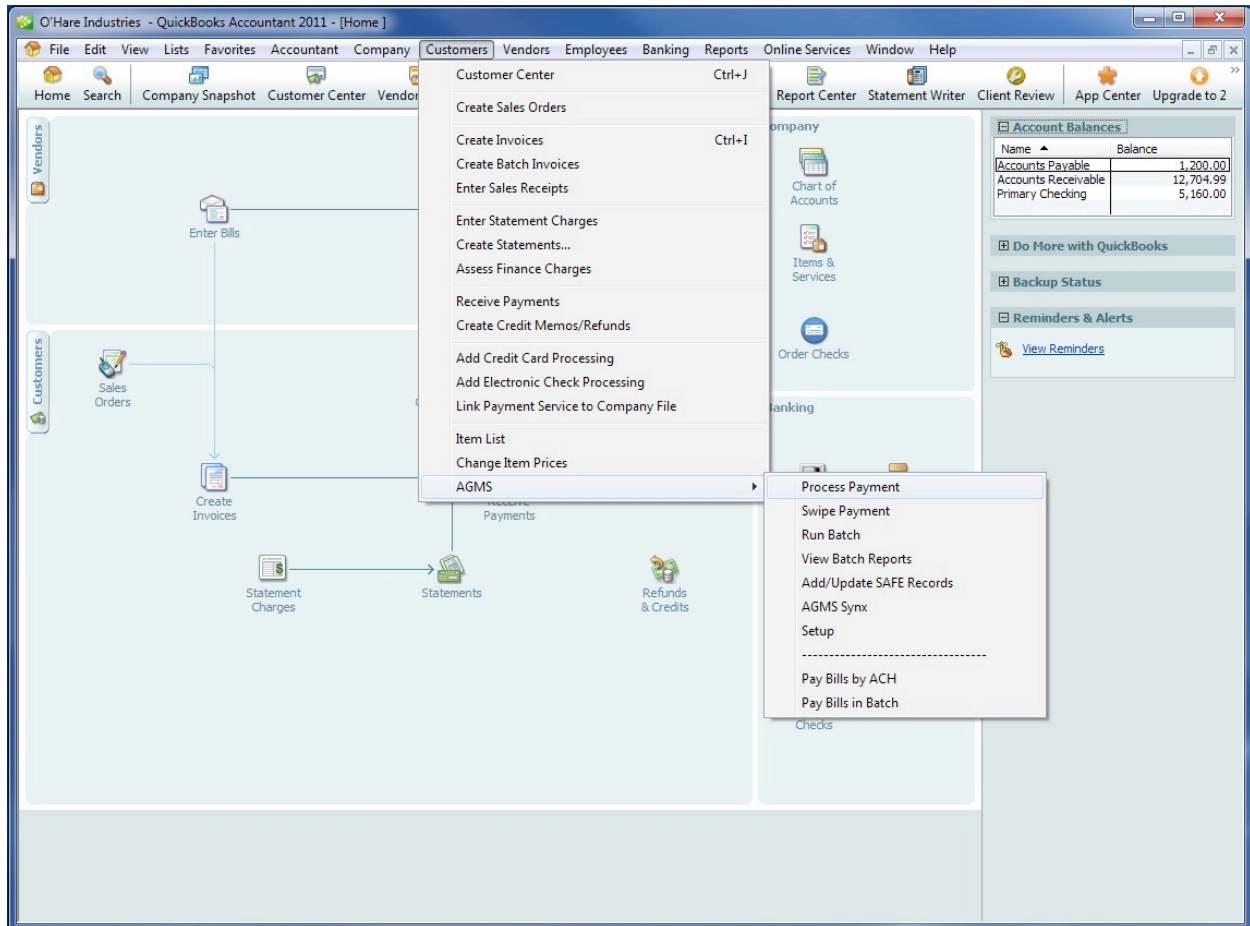 O'Hare Industries - QuickBooks Accountant 2011 - [Home ]
File Edit View Lists Favorites Accountant Company Customers Vendors Employees Banking Reports Online Services Window Help
Home Search Company Snapshot Customer Center Vendor Report Center Statement Writer Client Review App Center Upgrade to 2
Customer Center Ctrl+J
Create Sales Orders
Create Invoices Ctrl+I
Create Batch Invoices
Enter Sales Receipts
Enter Statement Charges
Create Statements...
Assess Finance Charges
Receive Payments
Create Credit Memos/Refunds
Add Credit Card Processing
Add Electronic Check Processing
Link Payment Service to Company File
Item List
Change Item Prices
AGMS
Process Payment
Swipe Payment
Run Batch
View Batch Reports
Add/Update SAFE Records
AGMS Synx
Setup
----------------------------------
Pay Bills by ACH
Pay Bills in Batch
Vendors
Enter Bills
Customers
Sales
Orders
Create
Invoices
Receive
Payments
Statement
Charges
Statements
Refunds
& Credits
ompany
Chart of
Accounts
Items &
Services
Order Checks
anking
Checks
Account Balances
Name Balance
Accounts Payable 1,200.00
Accounts Receivable 12,704.99
Primary Checking 5,160.00
Do More with QuickBooks
Backup Status
Reminders & Alerts
View Reminders